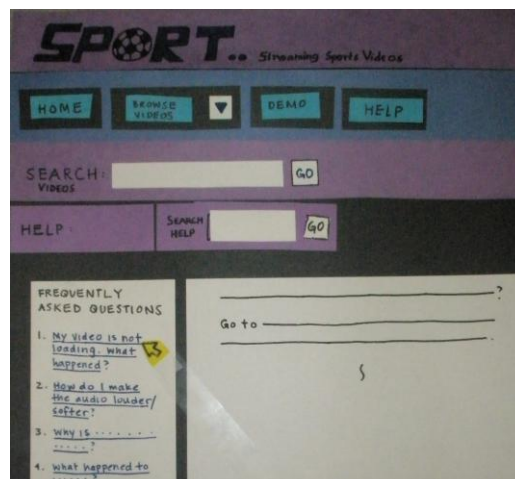 SPORT..
Streaming Sports Videos
HOME
BROWSE
VIDEOS
DEMO
HELP
SEARCH:
VIDEOS
GO
HELP:
SEARCH
HELP
GO
FREQUENTLY
ASKED QUESTIONS
1. My video is not
loading. What
happened?
2. How do I make
the audio louder/
softer?
3. Why is .......
.....?
4. what happened to
?
Go to
.